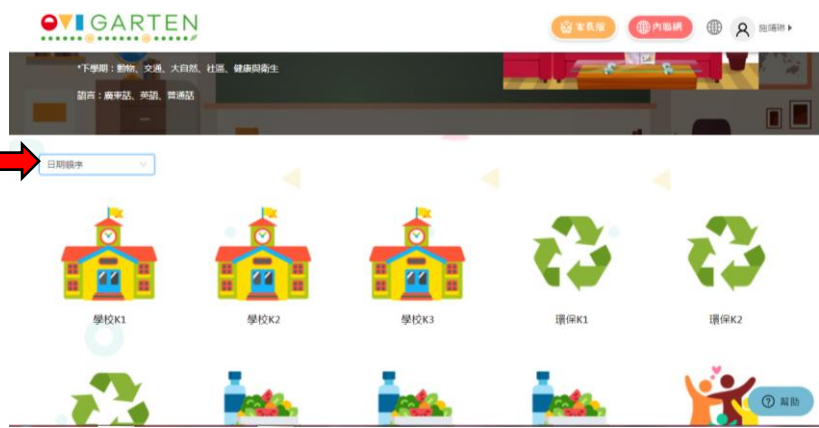 OVI GARTEN
家長版
內聯網
*下學期：動物、交通、大自然、社區、健康與衛生
語言：廣東話、英語、普通話
日期順序
學校K1
學校K2
學校K3
環保K1
環保K2
幫助